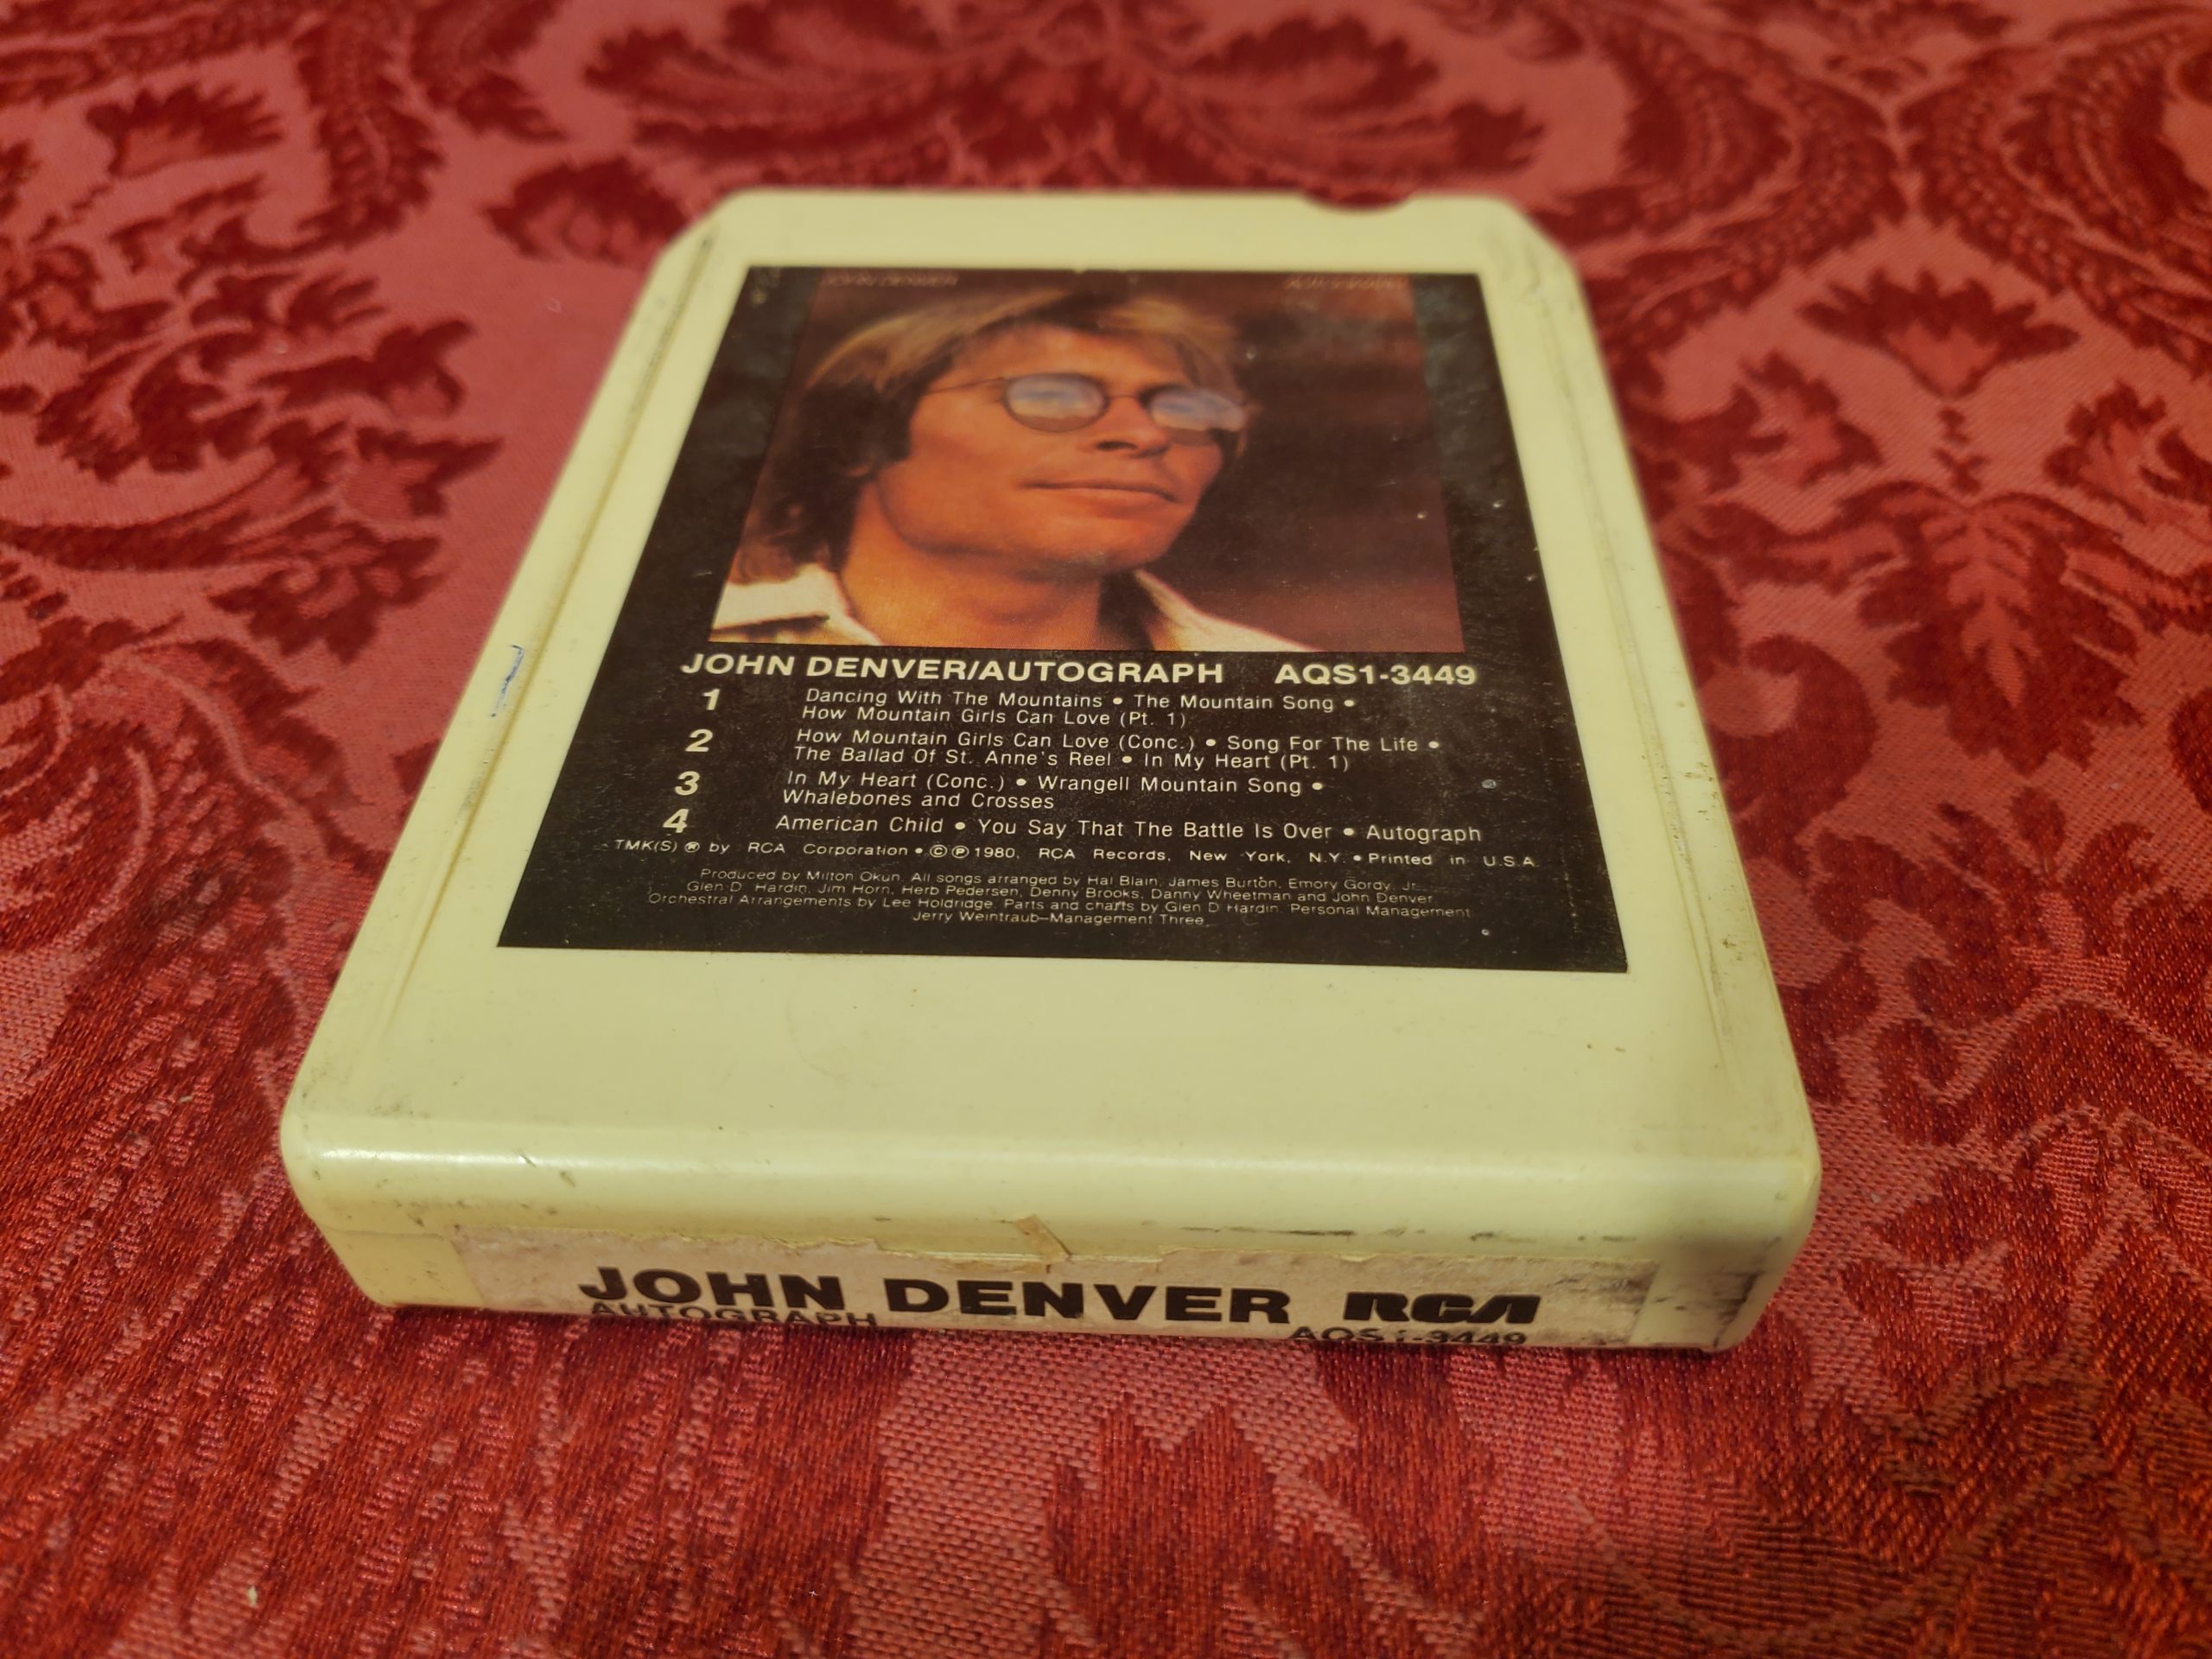 JOHN DENVER AUTOGRAPH
JOHN DENVER/AUTOGRAPH AQS1-3449
1 Dancing With The Mountains • The Mountain Song •
How Mountain Girls Can Love (Pt. 1)
2 How Mountain Girls Can Love (Conc.) • Song For The Life •
The Ballad Of St. Anne's Reel • In My Heart (Pt. 1)
3 In My Heart (Conc.) • Wrangell Mountain Song •
Whalebones and Crosses
4 American Child • You Say That The Battle Is Over • Autograph
TMK(S) ® by RCA Corporation • © ℗ 1980, RCA Records, New York, N.Y. • Printed in U.S.A.
Produced by Milton Okun. All songs arranged by Hal Blain, James Burton, Emory Gordy, Jr.,
Glen D. Hardin, Jim Horn, Herb Pedersen, Denny Brooks, Danny Wheetman and John Denver
Orchestral Arrangements by Lee Holdridge. Parts and charts by Glen D. Hardin. Personal Management:
Jerry Weintraub–Management Three.
JOHN DENVER RCA
AUTOGRAPH AQS1-3449